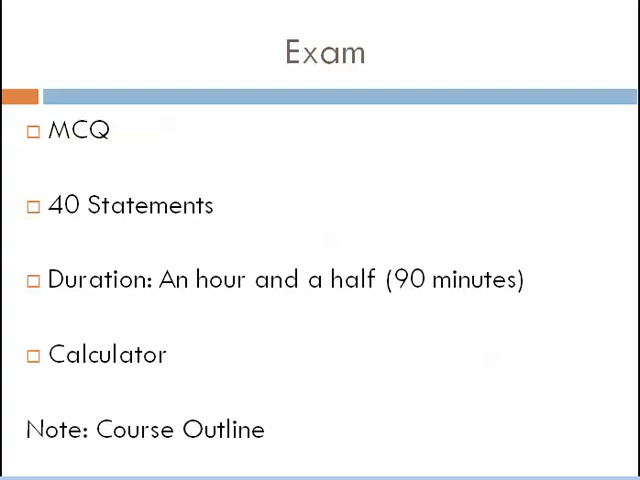 Exam
MCQ
40 Statements
Duration: An hour and a half (90 minutes)
Calculator
Note: Course Outline